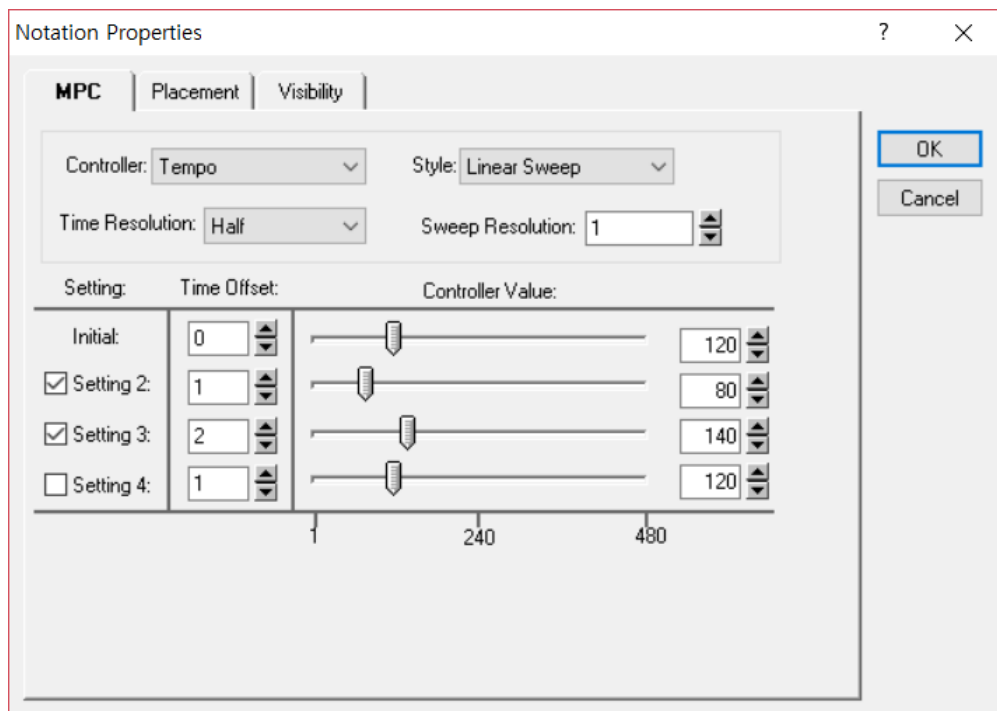 Notation Properties ?
MPC Placement Visibility
OK
Controller: Tempo Style: Linear Sweep
Cancel
Time Resolution: Half Sweep Resolution: 1
Setting: Time Offset: Controller Value:
Initial: 0 120
Setting 2: 1 80
Setting 3: 2 140
Setting 4: 1 120
1 240 480